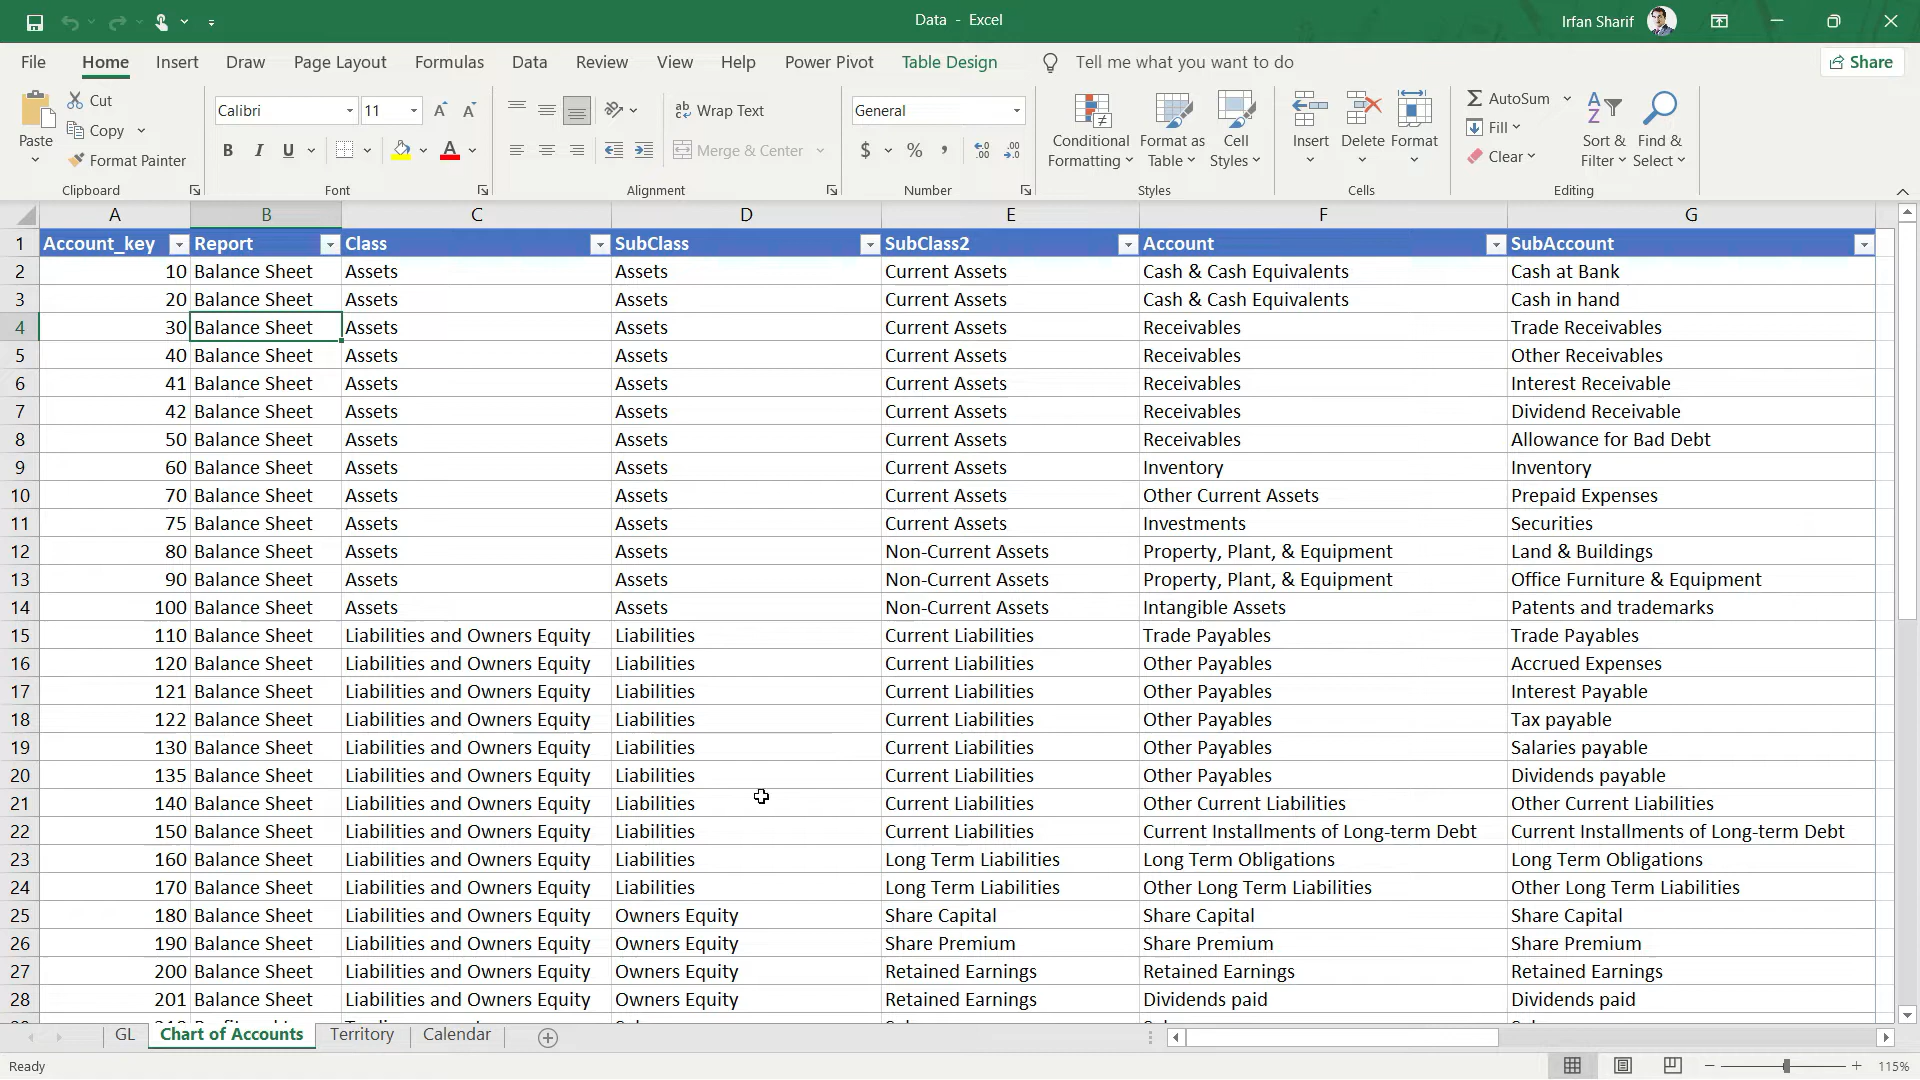 Data - Excel
Irfan Sharif
File Home Insert Draw Page Layout Formulas Data Review View Help Power Pivot Table Design Tell me what you want to do Share
Paste
Cut
Copy
Format Painter
Clipboard
Calibri 11
B I U
Font
Wrap Text
Merge & Center
Alignment
General
$ % ,
Number
Conditional Formatting
Format as Table
Cell Styles
Styles
Insert Delete Format
Cells
AutoSum
Fill
Clear
Sort & Filter
Find & Select
Editing
A B C D E F G
1 Account_key Report Class SubClass SubClass2 Account SubAccount
2 10 Balance Sheet Assets Assets Current Assets Cash & Cash Equivalents Cash at Bank
3 20 Balance Sheet Assets Assets Current Assets Cash & Cash Equivalents Cash in hand
4 30 Balance Sheet Assets Assets Current Assets Receivables Trade Receivables
5 40 Balance Sheet Assets Assets Current Assets Receivables Other Receivables
6 41 Balance Sheet Assets Assets Current Assets Receivables Interest Receivable
7 42 Balance Sheet Assets Assets Current Assets Receivables Dividend Receivable
8 50 Balance Sheet Assets Assets Current Assets Receivables Allowance for Bad Debt
9 60 Balance Sheet Assets Assets Current Assets Inventory Inventory
10 70 Balance Sheet Assets Assets Current Assets Other Current Assets Prepaid Expenses
11 75 Balance Sheet Assets Assets Current Assets Investments Securities
12 80 Balance Sheet Assets Assets Non-Current Assets Property, Plant, & Equipment Land & Buildings
13 90 Balance Sheet Assets Assets Non-Current Assets Property, Plant, & Equipment Office Furniture & Equipment
14 100 Balance Sheet Assets Assets Non-Current Assets Intangible Assets Patents and trademarks
15 110 Balance Sheet Liabilities and Owners Equity Liabilities Current Liabilities Trade Payables Trade Payables
16 120 Balance Sheet Liabilities and Owners Equity Liabilities Current Liabilities Other Payables Accrued Expenses
17 121 Balance Sheet Liabilities and Owners Equity Liabilities Current Liabilities Other Payables Interest Payable
18 122 Balance Sheet Liabilities and Owners Equity Liabilities Current Liabilities Other Payables Tax payable
19 130 Balance Sheet Liabilities and Owners Equity Liabilities Current Liabilities Other Payables Salaries payable
20 135 Balance Sheet Liabilities and Owners Equity Liabilities Current Liabilities Other Payables Dividends payable
21 140 Balance Sheet Liabilities and Owners Equity Liabilities Current Liabilities Other Current Liabilities Other Current Liabilities
22 150 Balance Sheet Liabilities and Owners Equity Liabilities Current Liabilities Current Installments of Long-term Debt Current Installments of Long-term Debt
23 160 Balance Sheet Liabilities and Owners Equity Liabilities Long Term Liabilities Long Term Obligations Long Term Obligations
24 170 Balance Sheet Liabilities and Owners Equity Liabilities Long Term Liabilities Other Long Term Liabilities Other Long Term Liabilities
25 180 Balance Sheet Liabilities and Owners Equity Owners Equity Share Capital Share Capital Share Capital
26 190 Balance Sheet Liabilities and Owners Equity Owners Equity Share Premium Share Premium Share Premium
27 200 Balance Sheet Liabilities and Owners Equity Owners Equity Retained Earnings Retained Earnings Retained Earnings
28 201 Balance Sheet Liabilities and Owners Equity Owners Equity Retained Earnings Dividends paid Dividends paid
GL Chart of Accounts Territory Calendar
Ready
115%